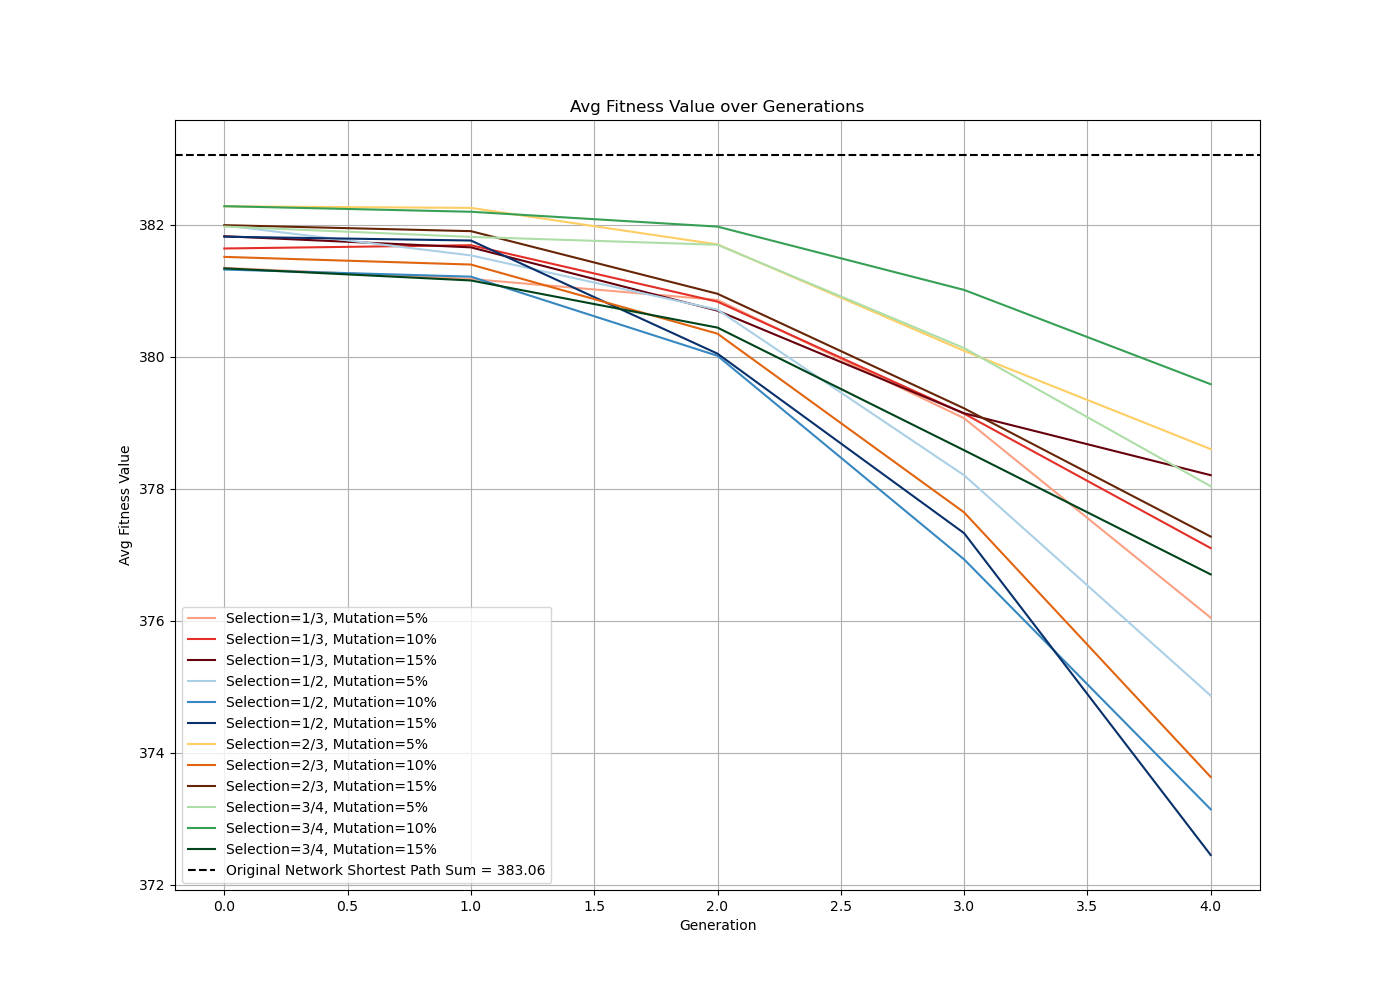 Avg Fitness Value over Generations
Avg Fitness Value
382
380
378
376
374
372
Selection=1/3, Mutation=5%
Selection=1/3, Mutation=10%
Selection=1/3, Mutation=15%
Selection=1/2, Mutation=5%
Selection=1/2, Mutation=10%
Selection=1/2, Mutation=15%
Selection=2/3, Mutation=5%
Selection=2/3, Mutation=10%
Selection=2/3, Mutation=15%
Selection=3/4, Mutation=5%
Selection=3/4, Mutation=10%
Selection=3/4, Mutation=15%
Original Network Shortest Path Sum = 383.06
0.0 0.5 1.0 1.5 2.0 2.5 3.0 3.5 4.0
Generation